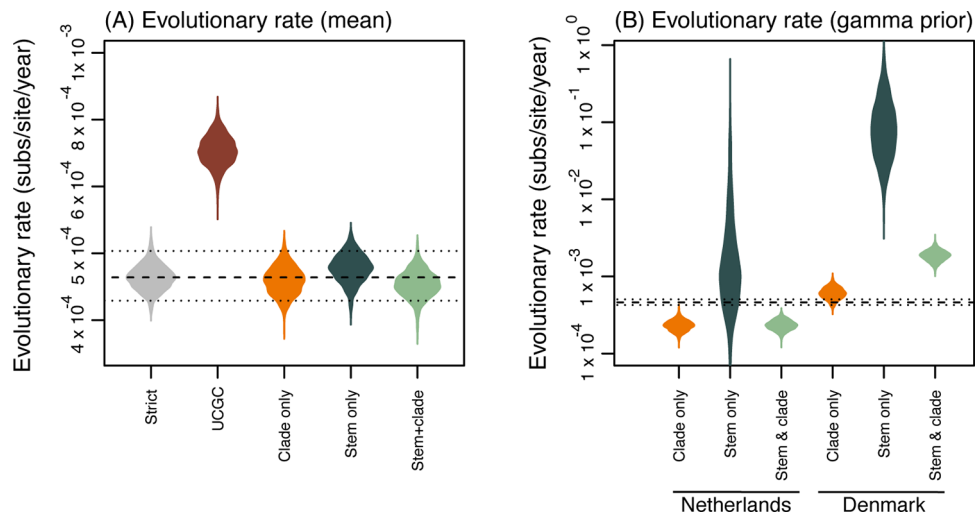 (A) Evolutionary rate (mean)
Evolutionary rate (subs/site/year)
1x 10⁻³
8 x 10⁻⁴
6 x 10⁻⁴
5 x 10⁻⁴
4 x 10⁻⁴
Strict
UCGC
Clade only
Stem only
Stem+clade
(B) Evolutionary rate (gamma prior)
Evolutionary rate (subs/site/year)
1 x 10⁰
1 x 10⁻¹
1 x 10⁻²
1 x 10⁻³
1 x 10⁻⁴
Clade only
Stem only
Stem & clade
Clade only
Stem only
Stem & clade
Netherlands
Denmark